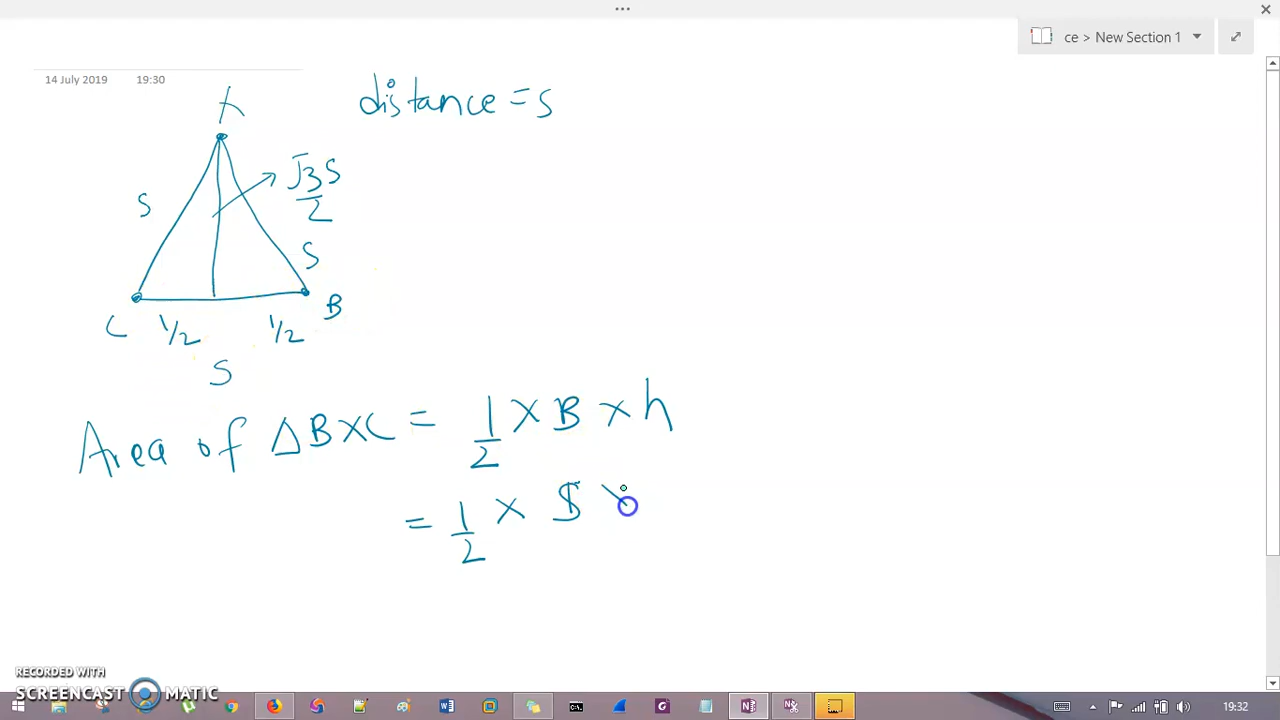 ce > New Section 1
14 July 2019 19:30
distance = s
√3 S
2
S
S
C 1/2 1/2 B
S
Area of ΔBXC = 1/2 × B × h
= 1/2 × S ×
RECORDED WITH
SCREENCAST MATIC
19:32